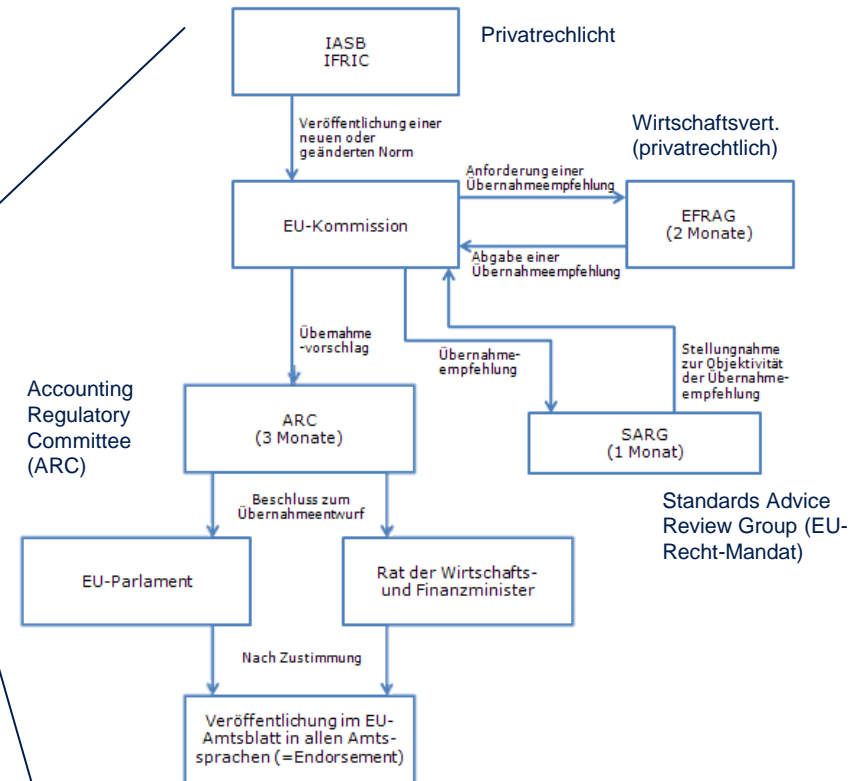 IASB
IFRIC
Privatrechlicht
Veröffentlichung einer
neuen oder
geänderten Norm
Wirtschaftsvert.
(privatrechtlich)
Anforderung einer
Übernahmeempfehlung
EU-Kommission
EFRAG
(2 Monate)
Abgabe einer
Übernahmeempfehlung
Übernahme
-vorschlag
Übernahme-
empfehlung
Stellungnahme
zur Objektivität
der Übernahme-
empfehlung
Accounting
Regulatory
Committee
(ARC)
ARC
(3 Monate)
SARG
(1 Monat)
Standards Advice
Review Group (EU-
Recht-Mandat)
Beschluss zum
Übernahmeentwurf
EU-Parlament
Rat der Wirtschafts-
und Finanzminister
Nach Zustimmung
Veröffentlichung im EU-
Amtsblatt in allen Amts-
sprachen (=Endorsement)